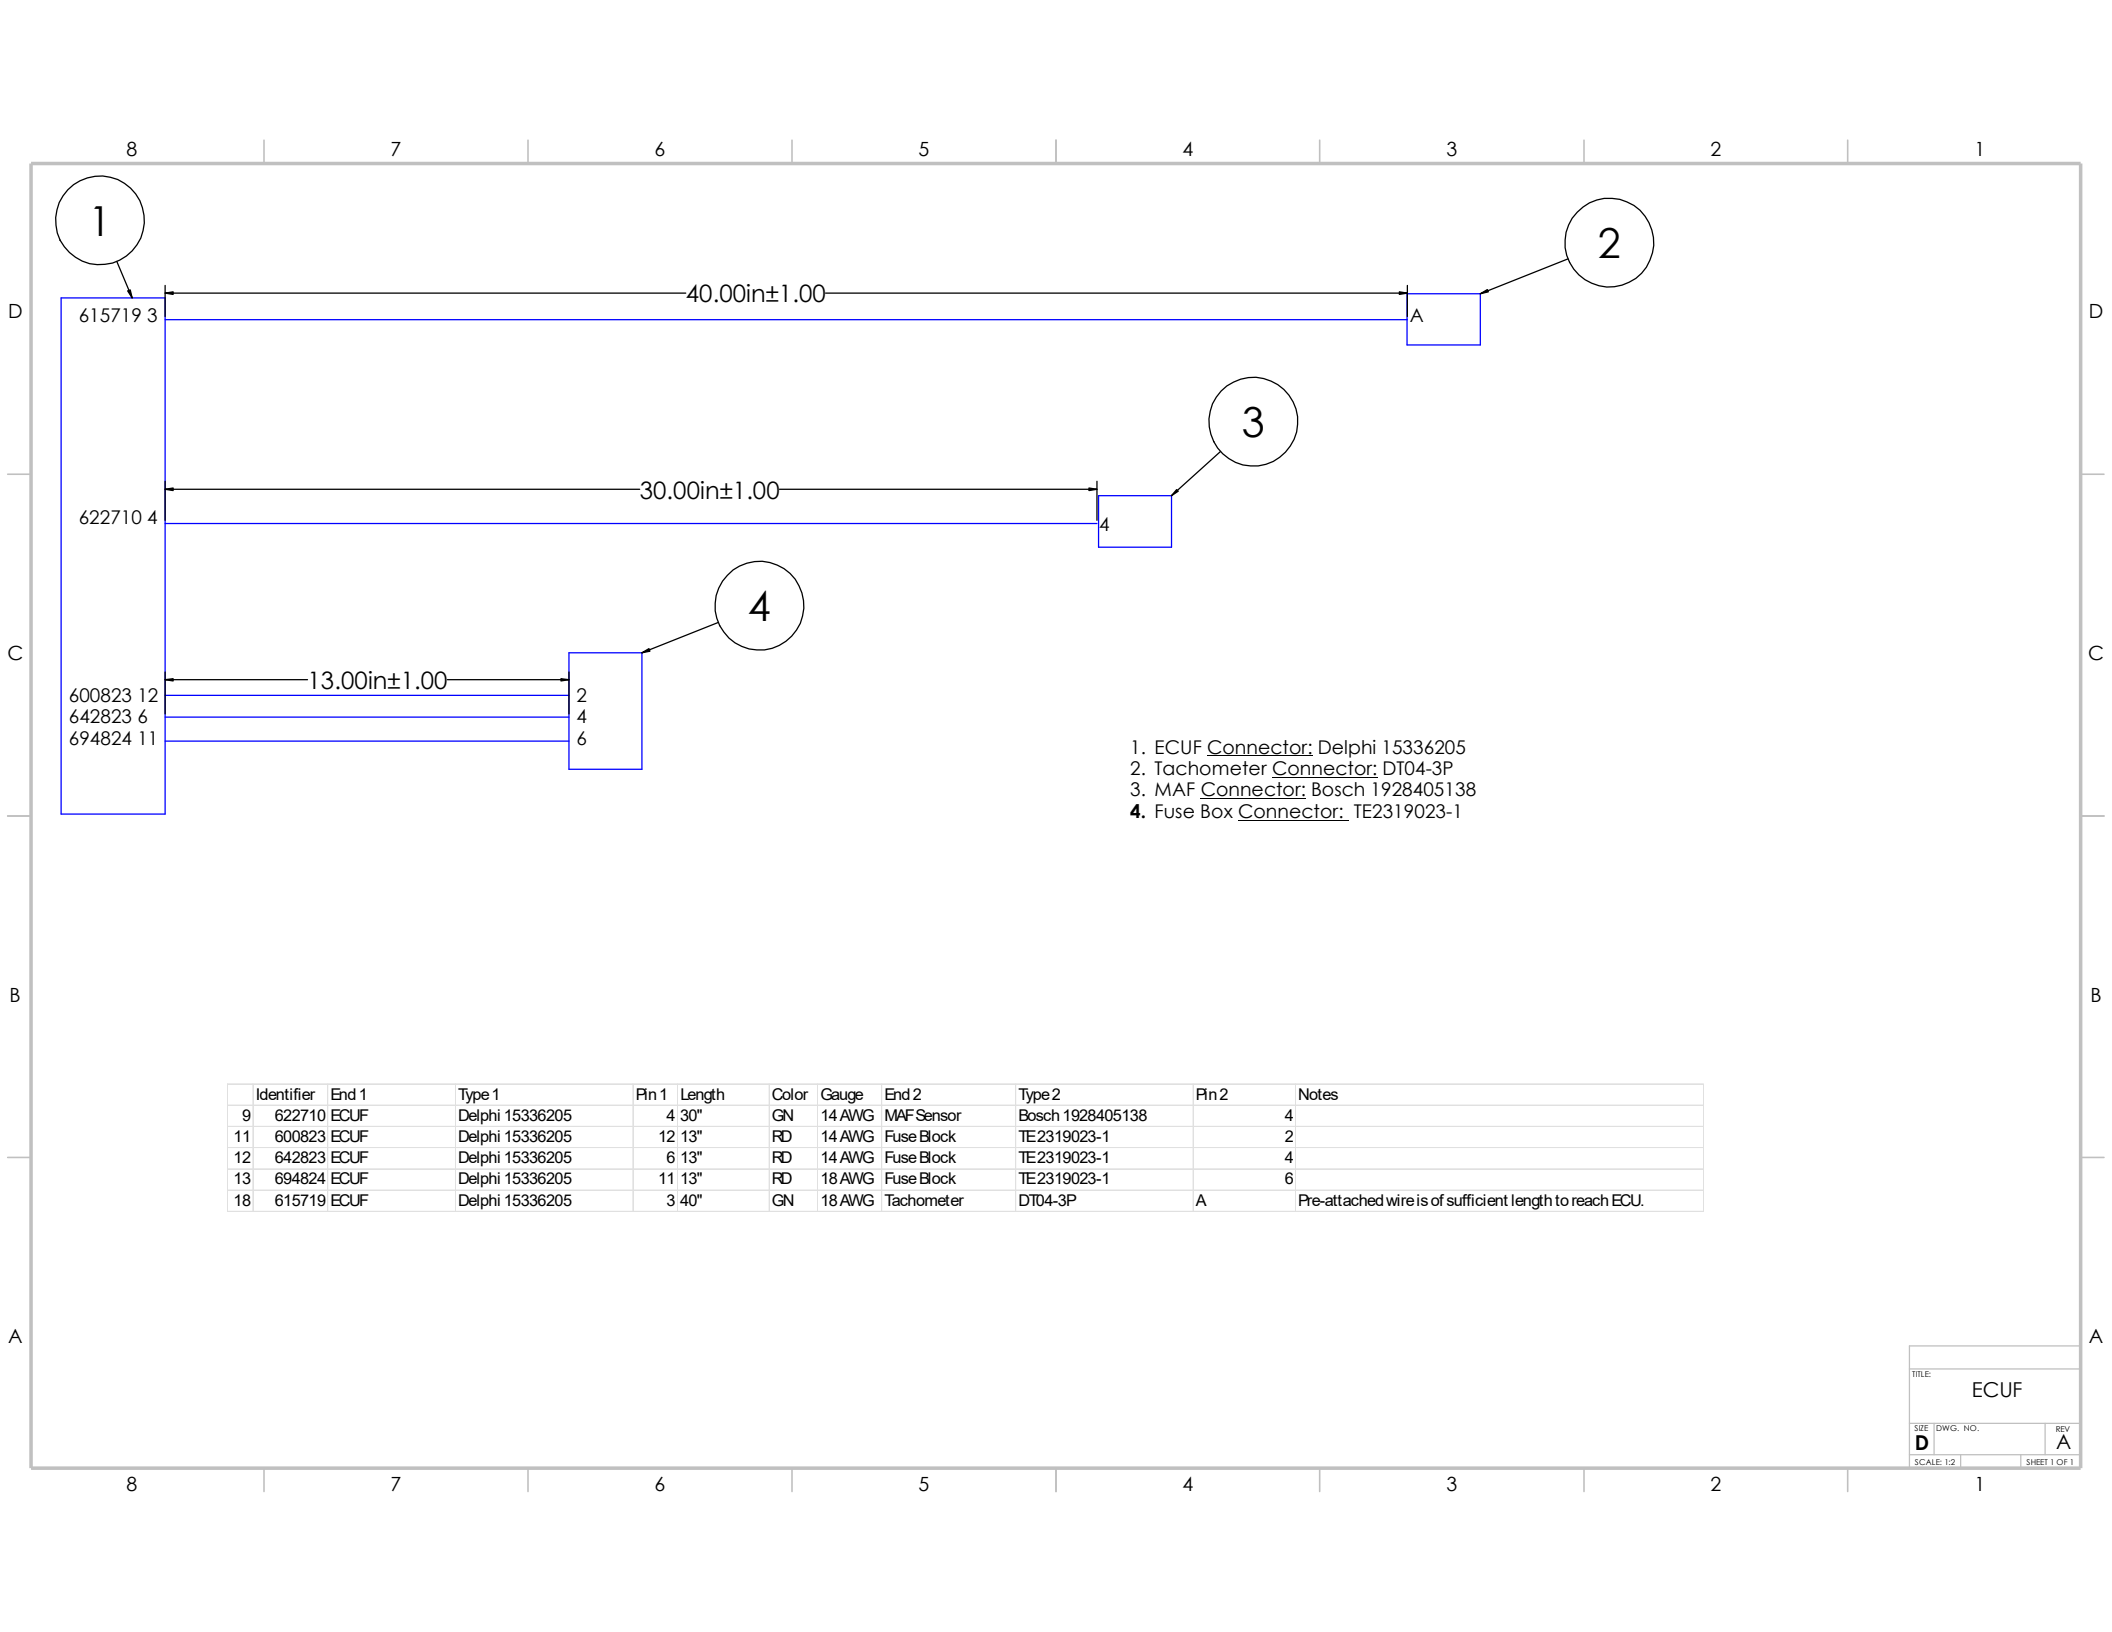 8 7 6 5 4 3 2 1
1
2
D 40.00in±1.00 D
615719 3 A
3
30.00in±1.00
622710 4 4
4
C C
13.00in±1.00
600823 12 2
642823 6 4
694824 11 6
1. ECUF Connector: Delphi 15336205
2. Tachometer Connector: DT04-3P
3. MAF Connector: Bosch 1928405138
4. Fuse Box Connector: TE2319023-1
B B
Identifier End 1 Type 1 Pin 1 Length Color Gauge End 2 Type 2 Pin 2 Notes
9 622710 ECUF Delphi 15336205 4 30" GN 14 AWG MAF Sensor Bosch 1928405138 4
11 600823 ECUF Delphi 15336205 12 13" RD 14 AWG Fuse Block TE2319023-1 2
12 642823 ECUF Delphi 15336205 6 13" RD 14 AWG Fuse Block TE2319023-1 4
13 694824 ECUF Delphi 15336205 11 13" RD 18 AWG Fuse Block TE2319023-1 6
18 615719 ECUF Delphi 15336205 3 40" GN 18 AWG Tachometer DT04-3P A Pre-attached wire is of sufficient length to reach ECU.
A A
TITLE:
ECUF
SIZE DWG. NO. REV
D A
SCALE: 1:2 SHEET 1 OF 1
8 7 6 5 4 3 2 1